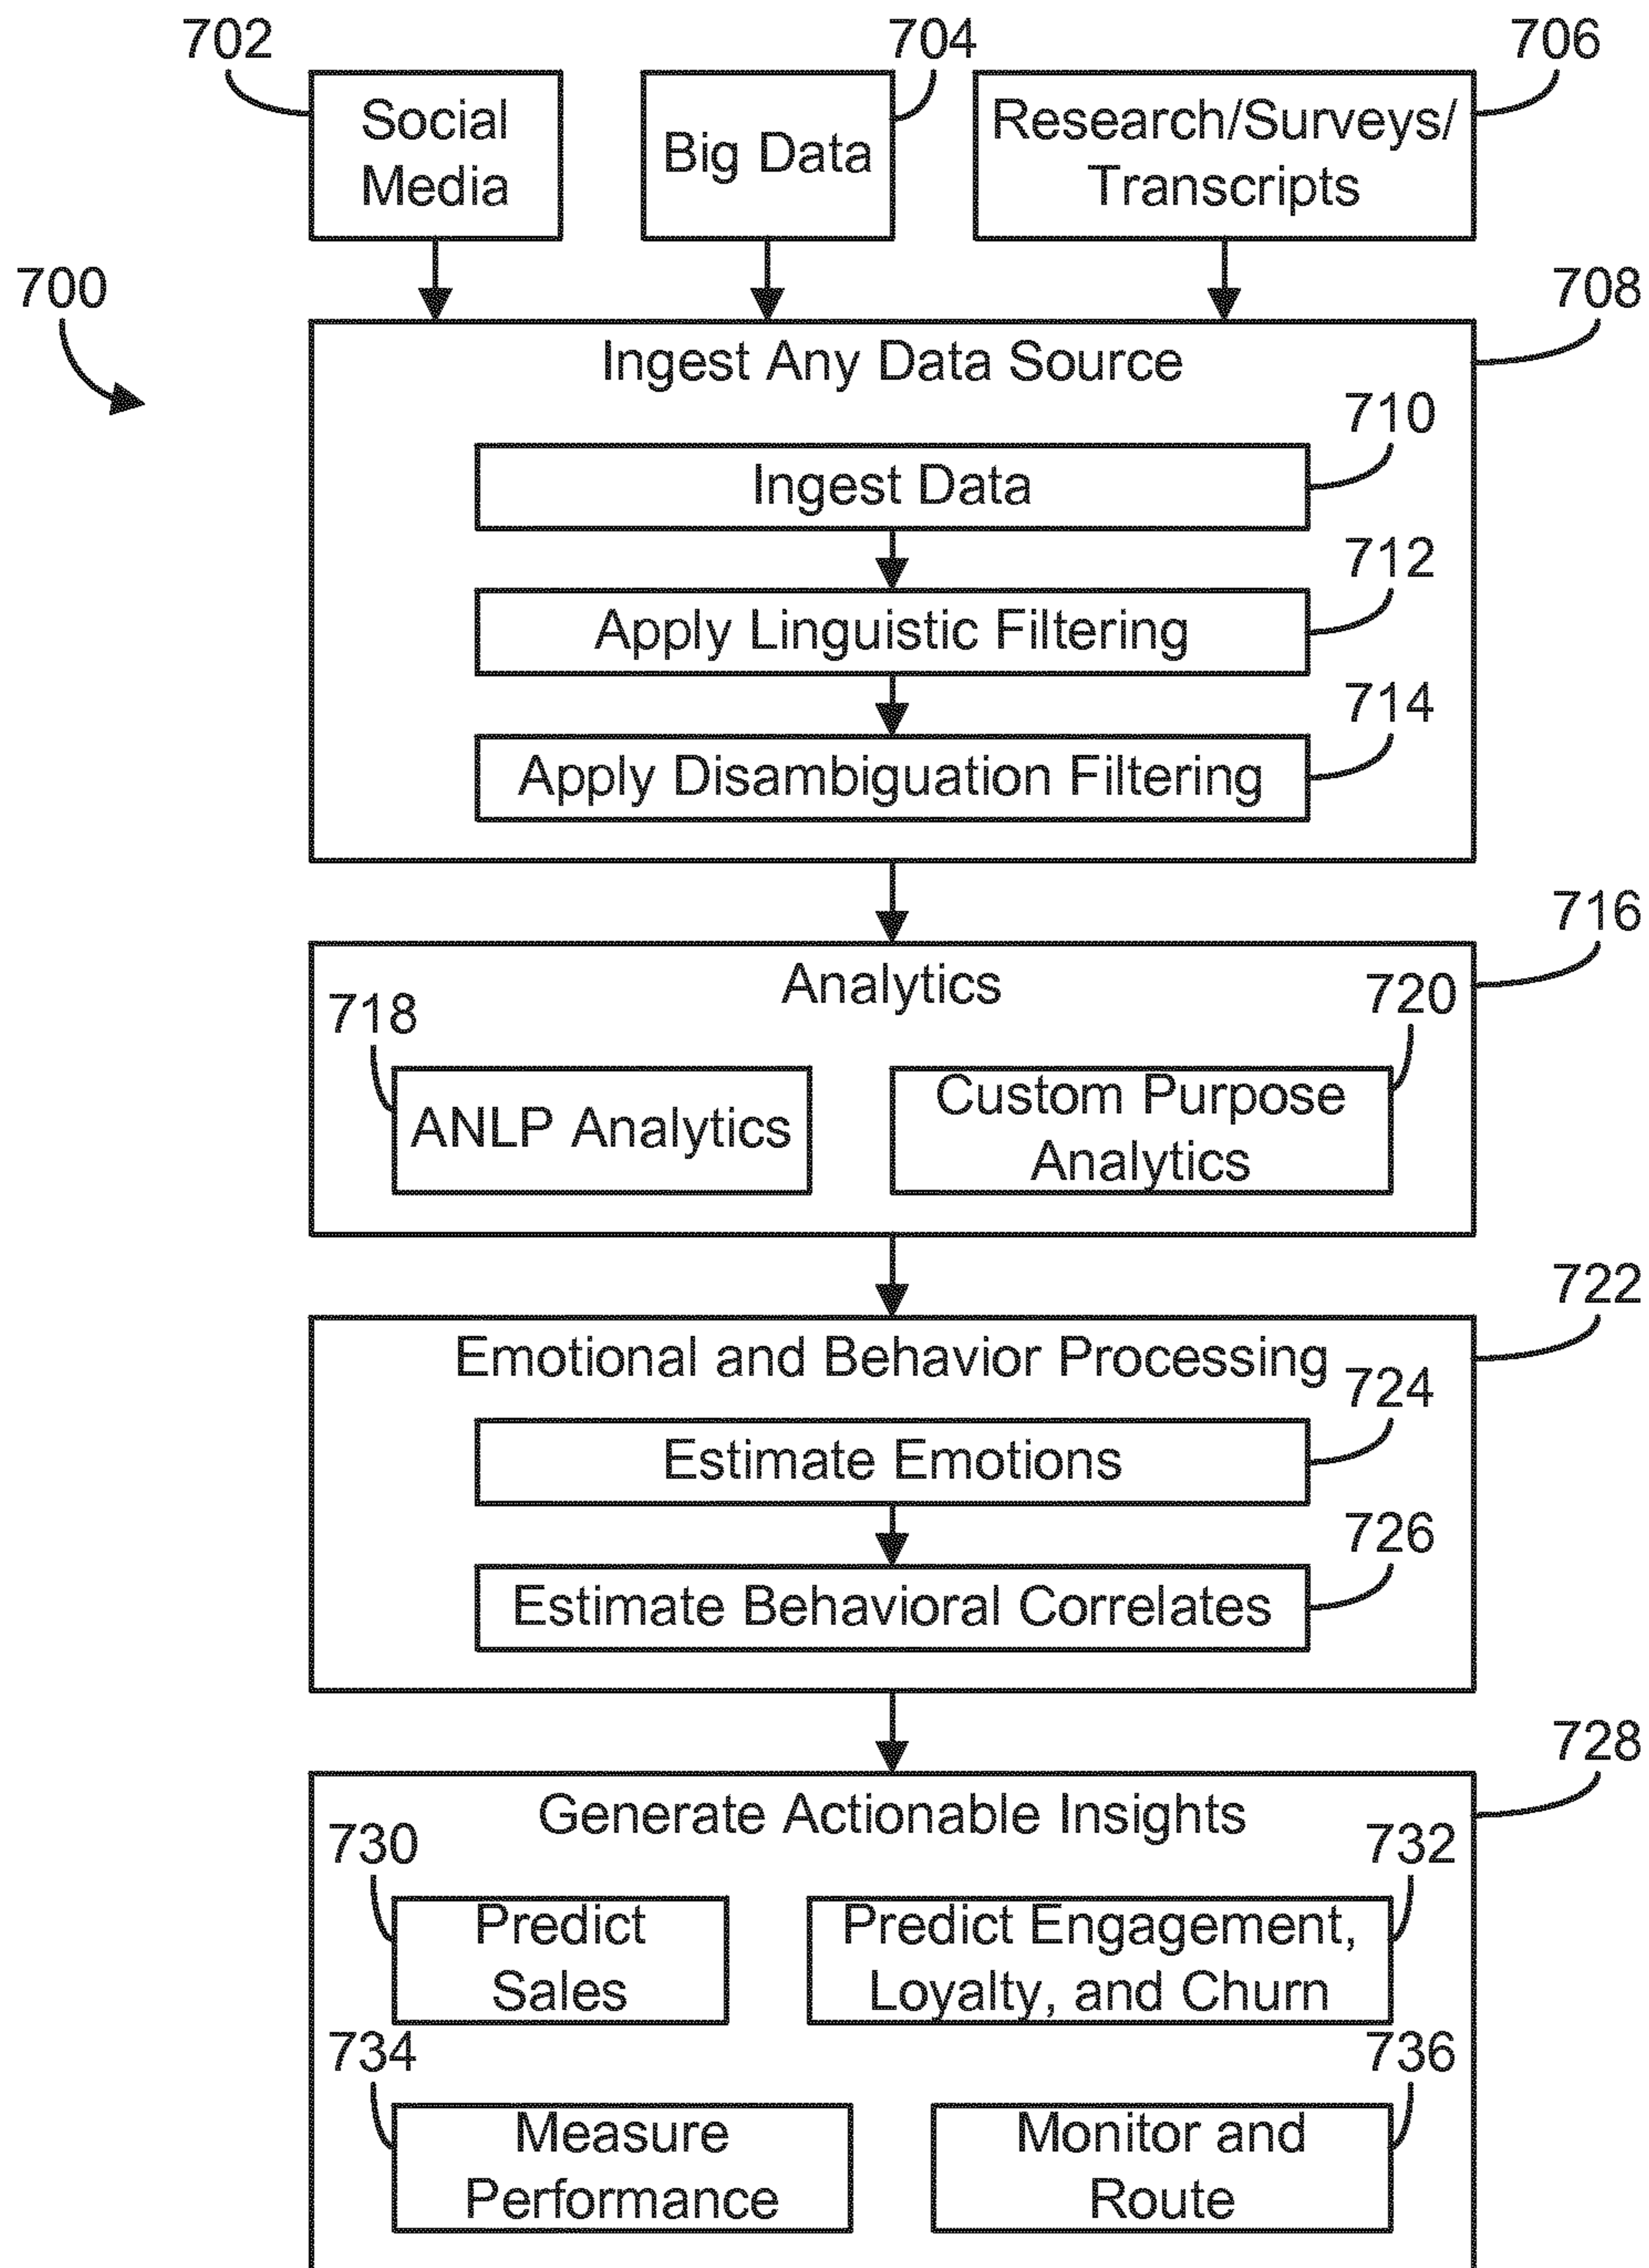 702
704
706
Social
Media
Big Data
Research/Surveys/
Transcripts
700
708
Ingest Any Data Source
710
Ingest Data
712
Apply Linguistic Filtering
714
Apply Disambiguation Filtering
716
Analytics
718
720
ANLP Analytics
Custom Purpose
Analytics
722
Emotional and Behavior Processing
724
Estimate Emotions
726
Estimate Behavioral Correlates
728
Generate Actionable Insights
730
732
Predict
Sales
Predict Engagement,
Loyalty, and Churn
734
736
Measure
Performance
Monitor and
Route